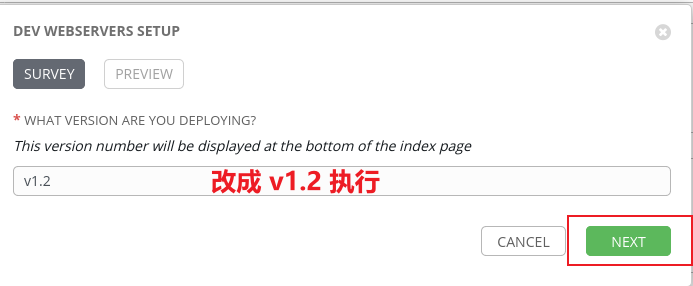 DEV WEBSERVERS SETUP
SURVEY
PREVIEW
* WHAT VERSION ARE YOU DEPLOYING?
This version number will be displayed at the bottom of the index page
v1.2
改成 v1.2 执行
CANCEL
NEXT